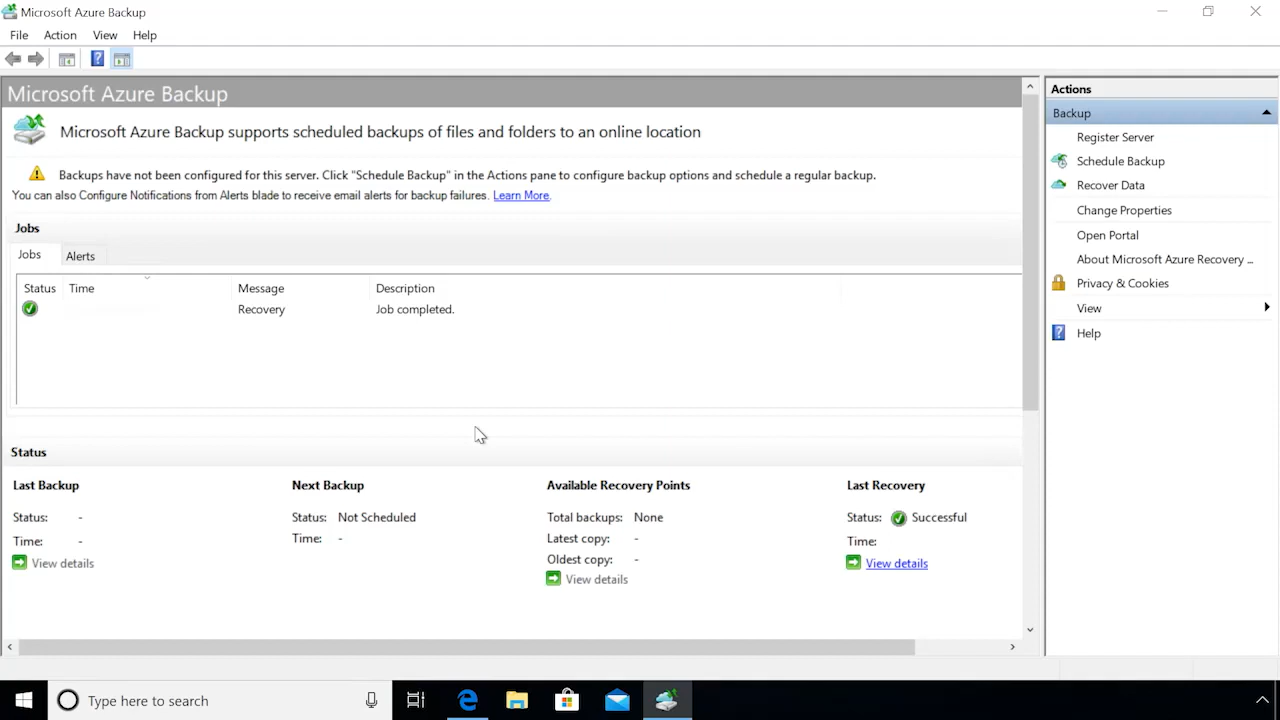 Microsoft Azure Backup
File Action View Help
Microsoft Azure Backup
Microsoft Azure Backup supports scheduled backups of files and folders to an online location
Backups have not been configured for this server. Click "Schedule Backup" in the Actions pane to configure backup options and schedule a regular backup.
You can also Configure Notifications from Alerts blade to receive email alerts for backup failures. Learn More.
Jobs
Jobs Alerts
Status Time Message Description
Recovery Job completed.
Status
Last Backup
Status: -
Time: -
View details
Next Backup
Status: Not Scheduled
Time: -
Available Recovery Points
Total backups: None
Latest copy: -
Oldest copy: -
View details
Last Recovery
Status: Successful
Time:
View details
Actions
Backup
Register Server
Schedule Backup
Recover Data
Change Properties
Open Portal
About Microsoft Azure Recovery ...
Privacy & Cookies
View
Help
Type here to search